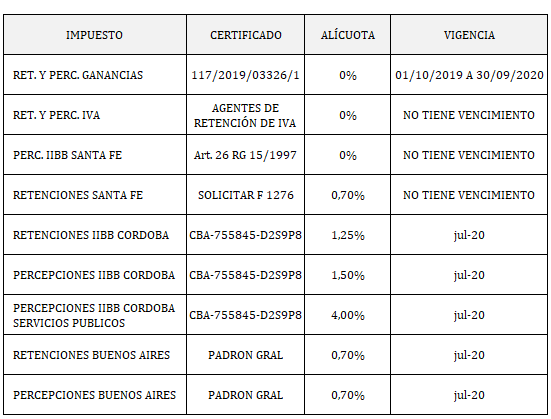 IMPUESTO CERTIFICADO ALÍCUOTA VIGENCIA
RET. Y PERC. GANANCIAS 117/2019/03326/1 0% 01/10/2019 A 30/09/2020
RET. Y PERC. IVA AGENTES DE RETENCIÓN DE IVA 0% NO TIENE VENCIMIENTO
PERC. IIBB SANTA FE Art. 26 RG 15/1997 0% NO TIENE VENCIMIENTO
RETENCIONES SANTA FE SOLICITAR F 1276 0,70% NO TIENE VENCIMIENTO
RETENCIONES IIBB CORDOBA CBA-755845-D2S9P8 1,25% jul-20
PERCEPCIONES IIBB CORDOBA CBA-755845-D2S9P8 1,50% jul-20
PERCEPCIONES IIBB CORDOBA SERVICIOS PUBLICOS CBA-755845-D2S9P8 4,00% jul-20
RETENCIONES BUENOS AIRES PADRON GRAL 0,70% jul-20
PERCEPCIONES BUENOS AIRES PADRON GRAL 0,70% jul-20